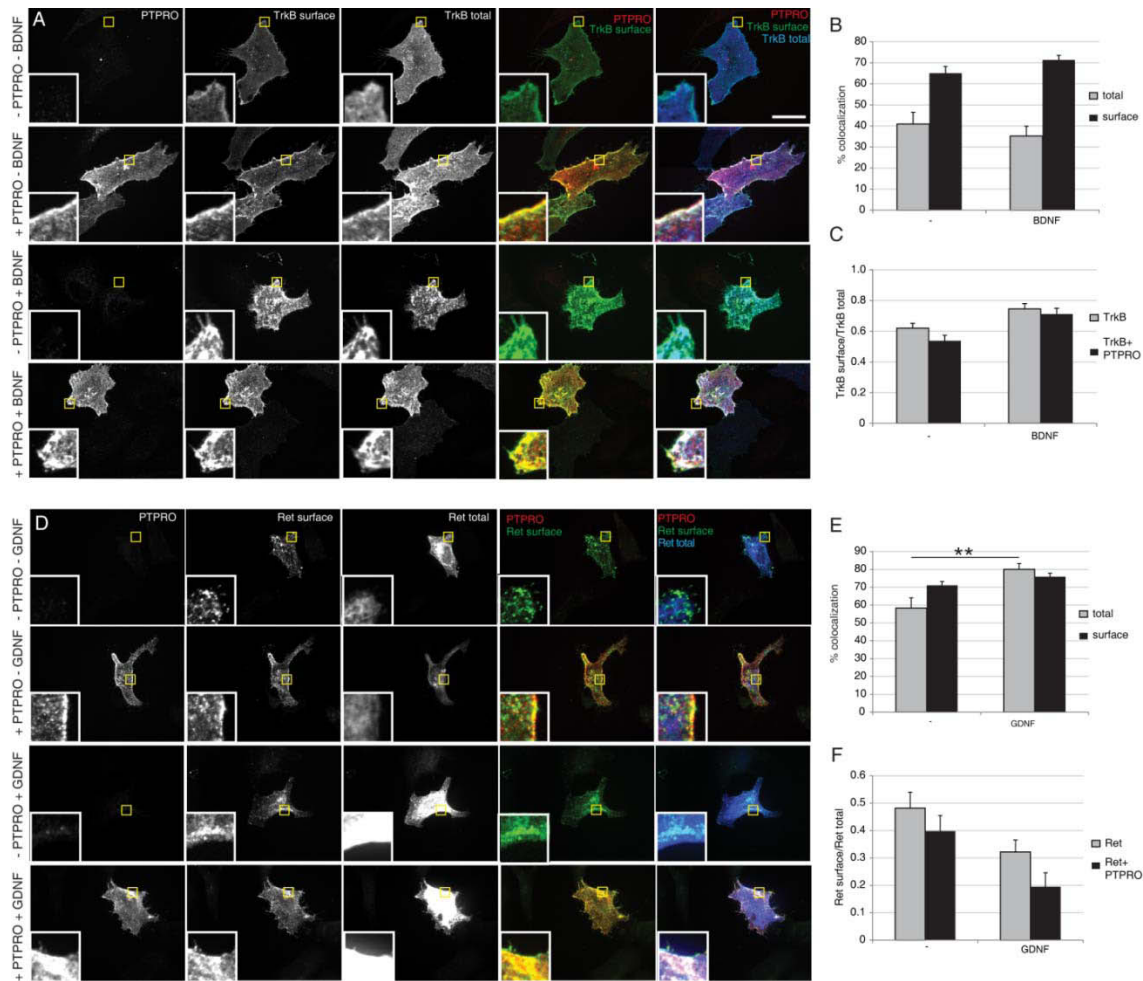 A
PTPRO
TrkB surface
TrkB total
PTPRO
TrkB surface
PTPRO
TrkB surface
TrkB total
- PTPRO - BDNF
+ PTPRO - BDNF
- PTPRO + BDNF
+ PTPRO + BDNF
B
% colocalization
80
70
60
50
40
30
20
10
0
-
BDNF
total
surface
C
TrkB surface/TrkB total
1.0
0.8
0.6
0.4
0.2
0
-
BDNF
TrkB
TrkB+
PTPRO
D
PTPRO
Ret surface
Ret total
PTPRO
Ret surface
PTPRO
Ret surface
Ret total
- PTPRO - GDNF
+ PTPRO - GDNF
- PTPRO + GDNF
+ PTPRO + GDNF
E
% colocalization
90
80
70
60
50
40
30
20
10
0
**
-
GDNF
total
surface
F
Ret surface/Ret total
0.6
0.5
0.4
0.3
0.2
0.1
0
-
GDNF
Ret
Ret+
PTPRO